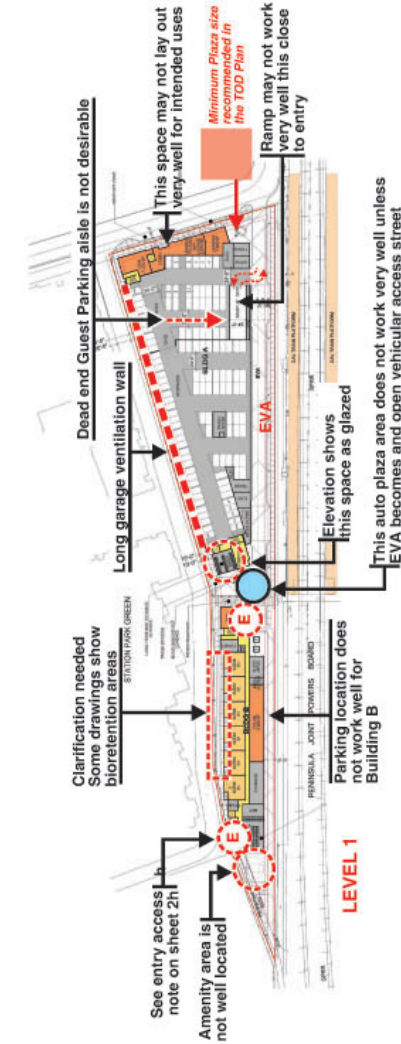 Dead end Guest Parking aisle is not desirable
This space may not lay out
very well for intended uses
Minimum Plaza size
recommended in
the TOD Plan
Ramp may not work
very well this close
to entry
Long garage ventilation wall
Clarification needed
Some drawings show
bioretention areas
STATION PARK GREEN
See entry access
note on sheet 2h
Amenity area is
not well located
E
E
BLDG A
EVA
EVA
Elevation shows
this space as glazed
This auto plaza area does not work very well unless
EVA becomes and open vehicular access street
Parking location does
not work well for
Building B
PENINSULA JOINT POWERS BOARD
LEVEL 1